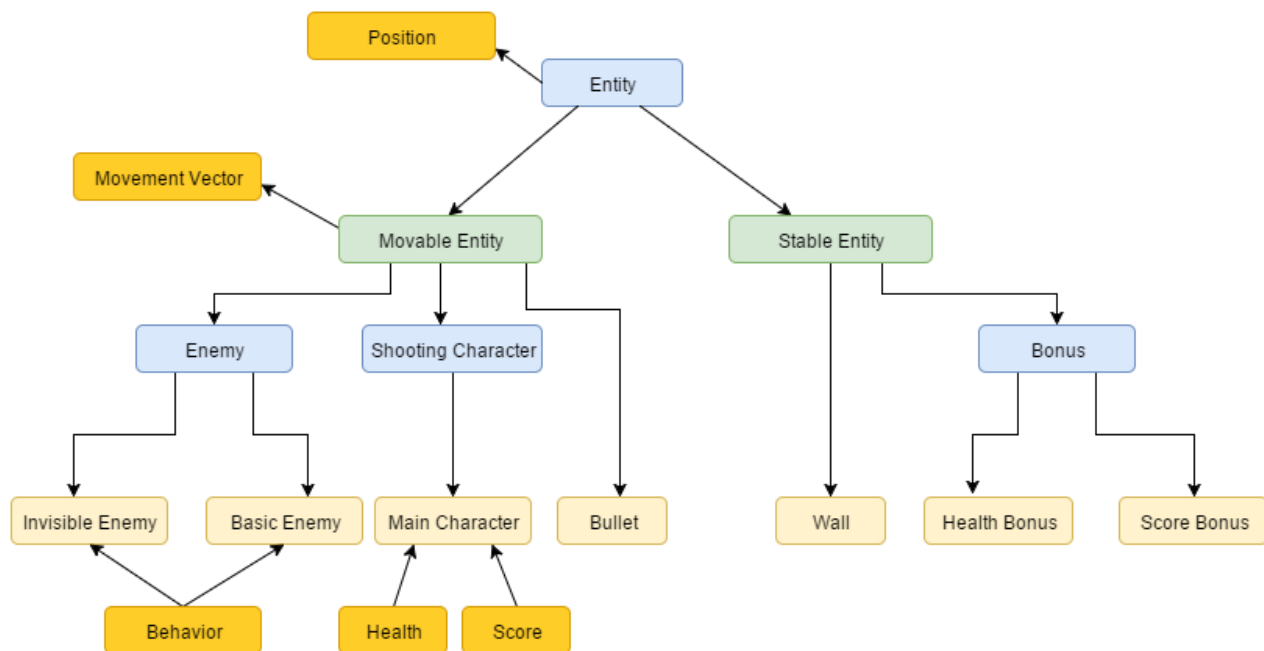 Position
Entity
Movement Vector
Movable Entity
Stable Entity
Enemy
Shooting Character
Bonus
Invisible Enemy
Basic Enemy
Main Character
Bullet
Wall
Health Bonus
Score Bonus
Behavior
Health
Score